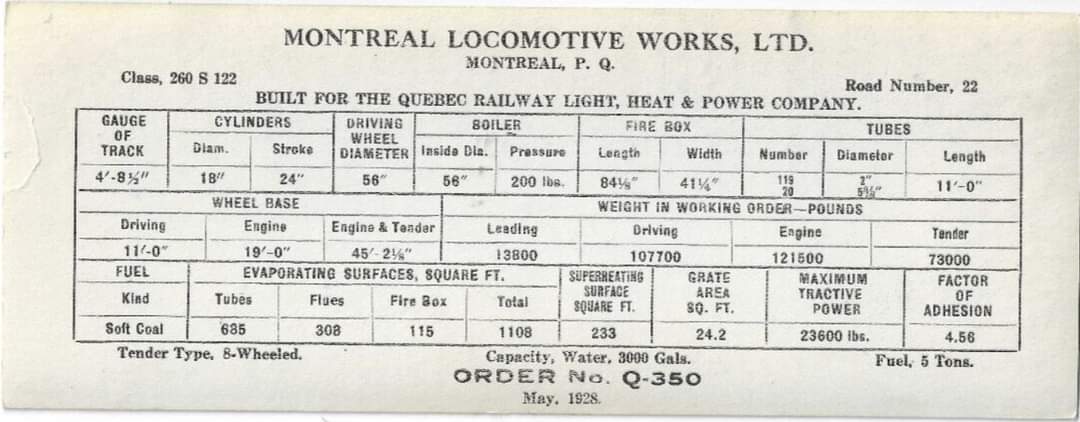 MONTREAL LOCOMOTIVE WORKS, LTD.
MONTREAL, P. Q.
Class, 260 S 122
Road Number, 22
BUILT FOR THE QUEBEC RAILWAY LIGHT, HEAT & POWER COMPANY.
GAUGE OF TRACK CYLINDERS DRIVING WHEEL DIAMETER BOILER FIRE BOX TUBES
Diam. Stroke Inside Dia. Pressure Length Width Number Diameter Length
4'-8½" 18" 24" 56" 56" 200 lbs. 84⅛" 41¼" 119 2" 11'-0"
20
WHEEL BASE WEIGHT IN WORKING ORDER—POUNDS
Driving Engine Engine & Tender Leading Driving Engine Tender
11'-0" 19'-0" 45'-2⅛" 13800 107700 121500 73000
FUEL EVAPORATING SURFACES, SQUARE FT. SUPERHEATING SURFACE SQUARE FT. GRATE AREA SQ. FT. MAXIMUM TRACTIVE POWER FACTOR OF ADHESION
Kind Tubes Flues Fire Box Total
Soft Coal 685 308 115 1108 233 24.2 23600 lbs. 4.56
Tender Type, 8-Wheeled. Capacity, Water, 3000 Gals. Fuel, 5 Tons.
ORDER No. Q-350
May, 1928.